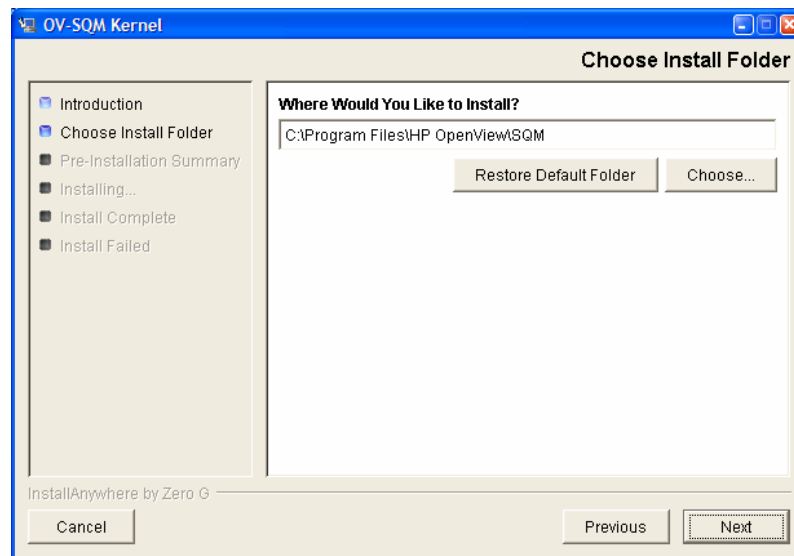 OV-SQM Kernel
Choose Install Folder
Introduction
Choose Install Folder
Pre-Installation Summary
Installing...
Install Complete
Install Failed
Where Would You Like to Install?
C:\Program Files\HP OpenView\SQM
Restore Default Folder
Choose...
InstallAnywhere by Zero G
Cancel
Previous
Next